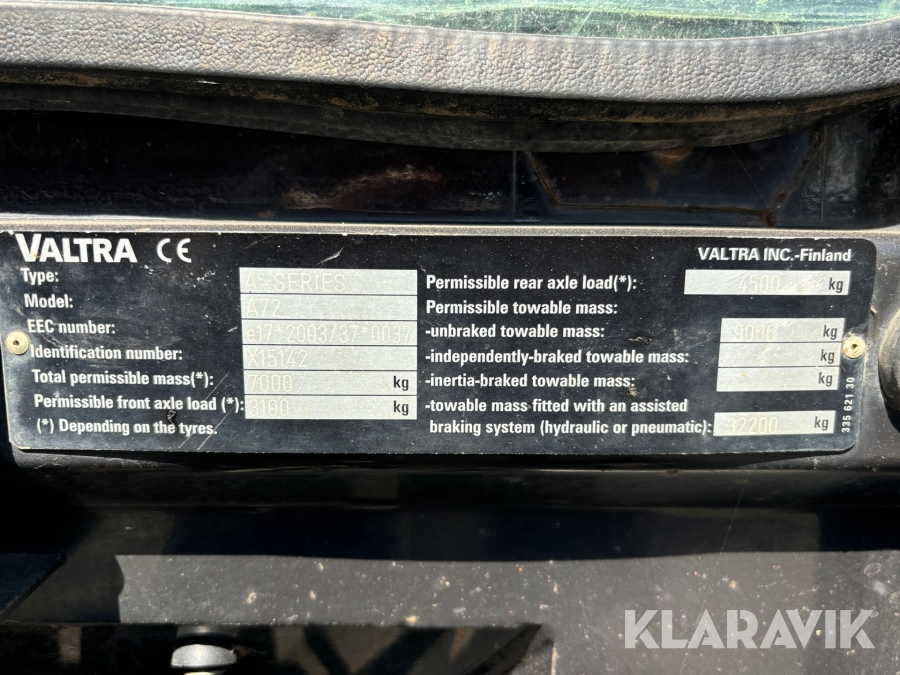 VALTRA CE
VALTRA INC.-Finland
Type: A-SERIES
Model: A72
EEC number: e17*2003/37*0037
Identification number: X15142
Total permissible mass(*): 7000 kg
Permissible front axle load (*): 3100 kg
(*) Depending on the tyres.
Permissible rear axle load(*): 4500 kg
Permissible towable mass:
-unbraked towable mass: kg
-independently-braked towable mass: kg
-inertia-braked towable mass: kg
-towable mass fitted with an assisted
braking system (hydraulic or pneumatic): kg
335 621 30
KLARAVIK